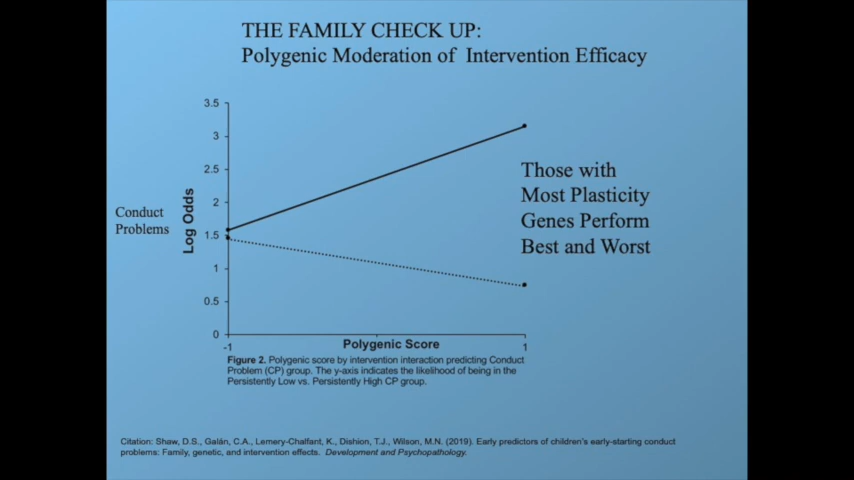 THE FAMILY CHECK UP:
Polygenic Moderation of Intervention Efficacy
3.5
3
2.5
2
1.5
1
0.5
0
Conduct
Problems
Log Odds
Those with
Most Plasticity
Genes Perform
Best and Worst
-1
Polygenic Score
1
Figure 2. Polygenic score by intervention interaction predicting Conduct
Problem (CP) group. The y-axis indicates the likelihood of being in the
Persistently Low vs. Persistently High CP group.
Citation: Shaw, D.S., Galán, C.A., Lemery-Chalfant, K., Dishion, T.J., Wilson, M.N. (2019). Early predictors of children's early-starting conduct
problems: Family, genetic, and intervention effects. Development and Psychopathology.